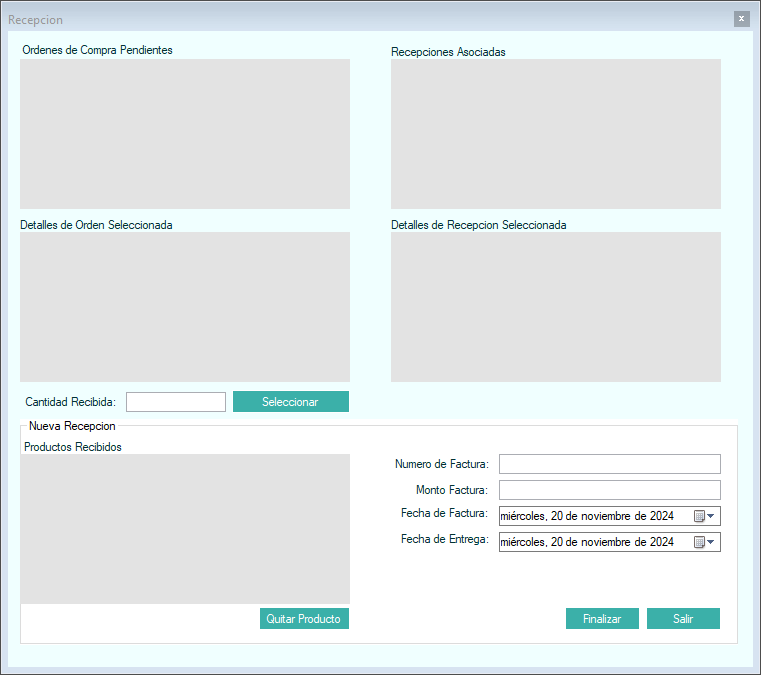 Recepcion
x
Ordenes de Compra Pendientes
Recepciones Asociadas
Detalles de Orden Seleccionada
Detalles de Recepcion Seleccionada
Cantidad Recibida:
Seleccionar
Nueva Recepcion
Productos Recibidos
Numero de Factura:
Monto Factura:
Fecha de Factura:
miércoles, 20 de noviembre de 2024
Fecha de Entrega:
miércoles, 20 de noviembre de 2024
Quitar Producto
Finalizar
Salir